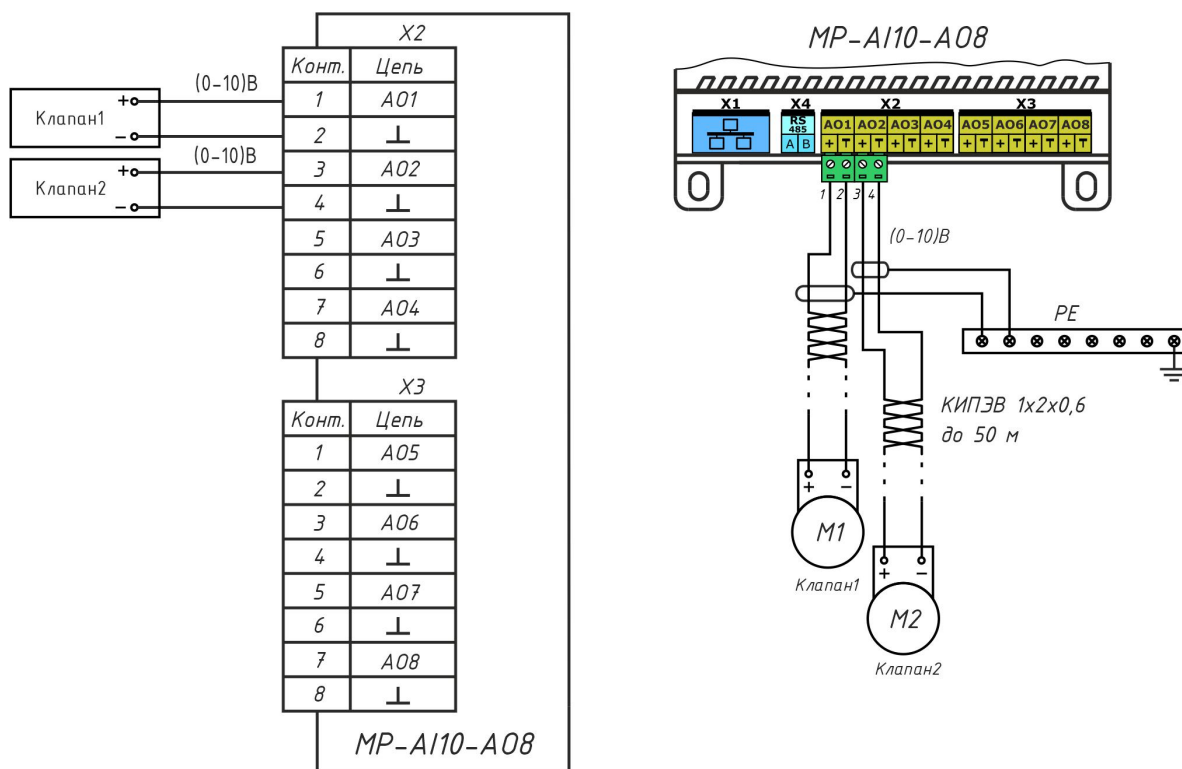 X2
Конт. Цепь
1 AO1
2 ⊥
3 AO2
4 ⊥
5 AO3
6 ⊥
7 AO4
8 ⊥
(0-10)В
Клапан1
+
−
(0-10)В
Клапан2
+
−
X3
Конт. Цепь
1 AO5
2 ⊥
3 AO6
4 ⊥
5 AO7
6 ⊥
7 AO8
8 ⊥
MP-AI10-AO8
MP-AI10-AO8
X1 X4 X2 X3
RS
485
A B
AO1 AO2 AO3 AO4 AO5 AO6 AO7 AO8
+ ⊤ + ⊤ + ⊤ + ⊤ + ⊤ + ⊤ + ⊤ + ⊤
1 2 3 4
(0-10)В
PE
КИПЭВ 1x2x0,6
до 50 м
+ −
M1
Клапан1
+ −
M2
Клапан2